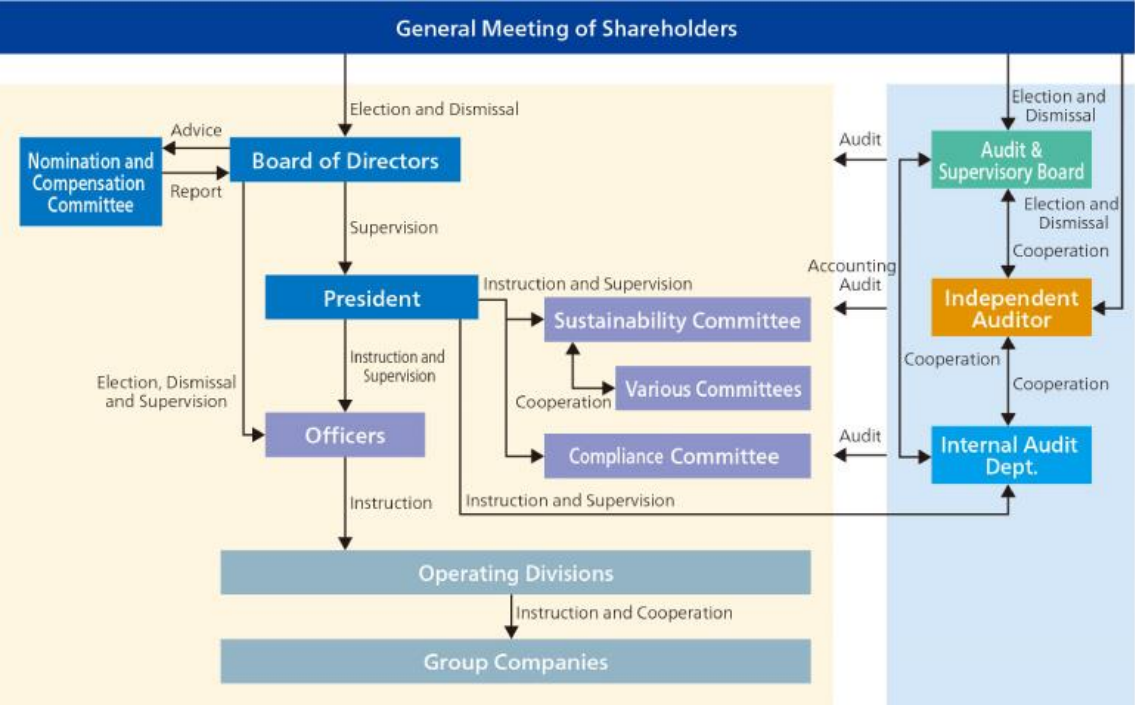 General Meeting of Shareholders
Election and Dismissal
Election and
Dismissal
Advice
Nomination and
Compensation
Committee
Board of Directors
Report
Audit
Audit &
Supervisory Board
Supervision
Election and
Dismissal
Cooperation
President
Instruction and Supervision
Sustainability Committee
Accounting
Audit
Independent
Auditor
Instruction and
Supervision
Various Committees
Cooperation
Cooperation
Cooperation
Election, Dismissal
and Supervision
Officers
Compliance Committee
Audit
Internal Audit
Dept.
Instruction
Instruction and Supervision
Operating Divisions
Instruction and Cooperation
Group Companies